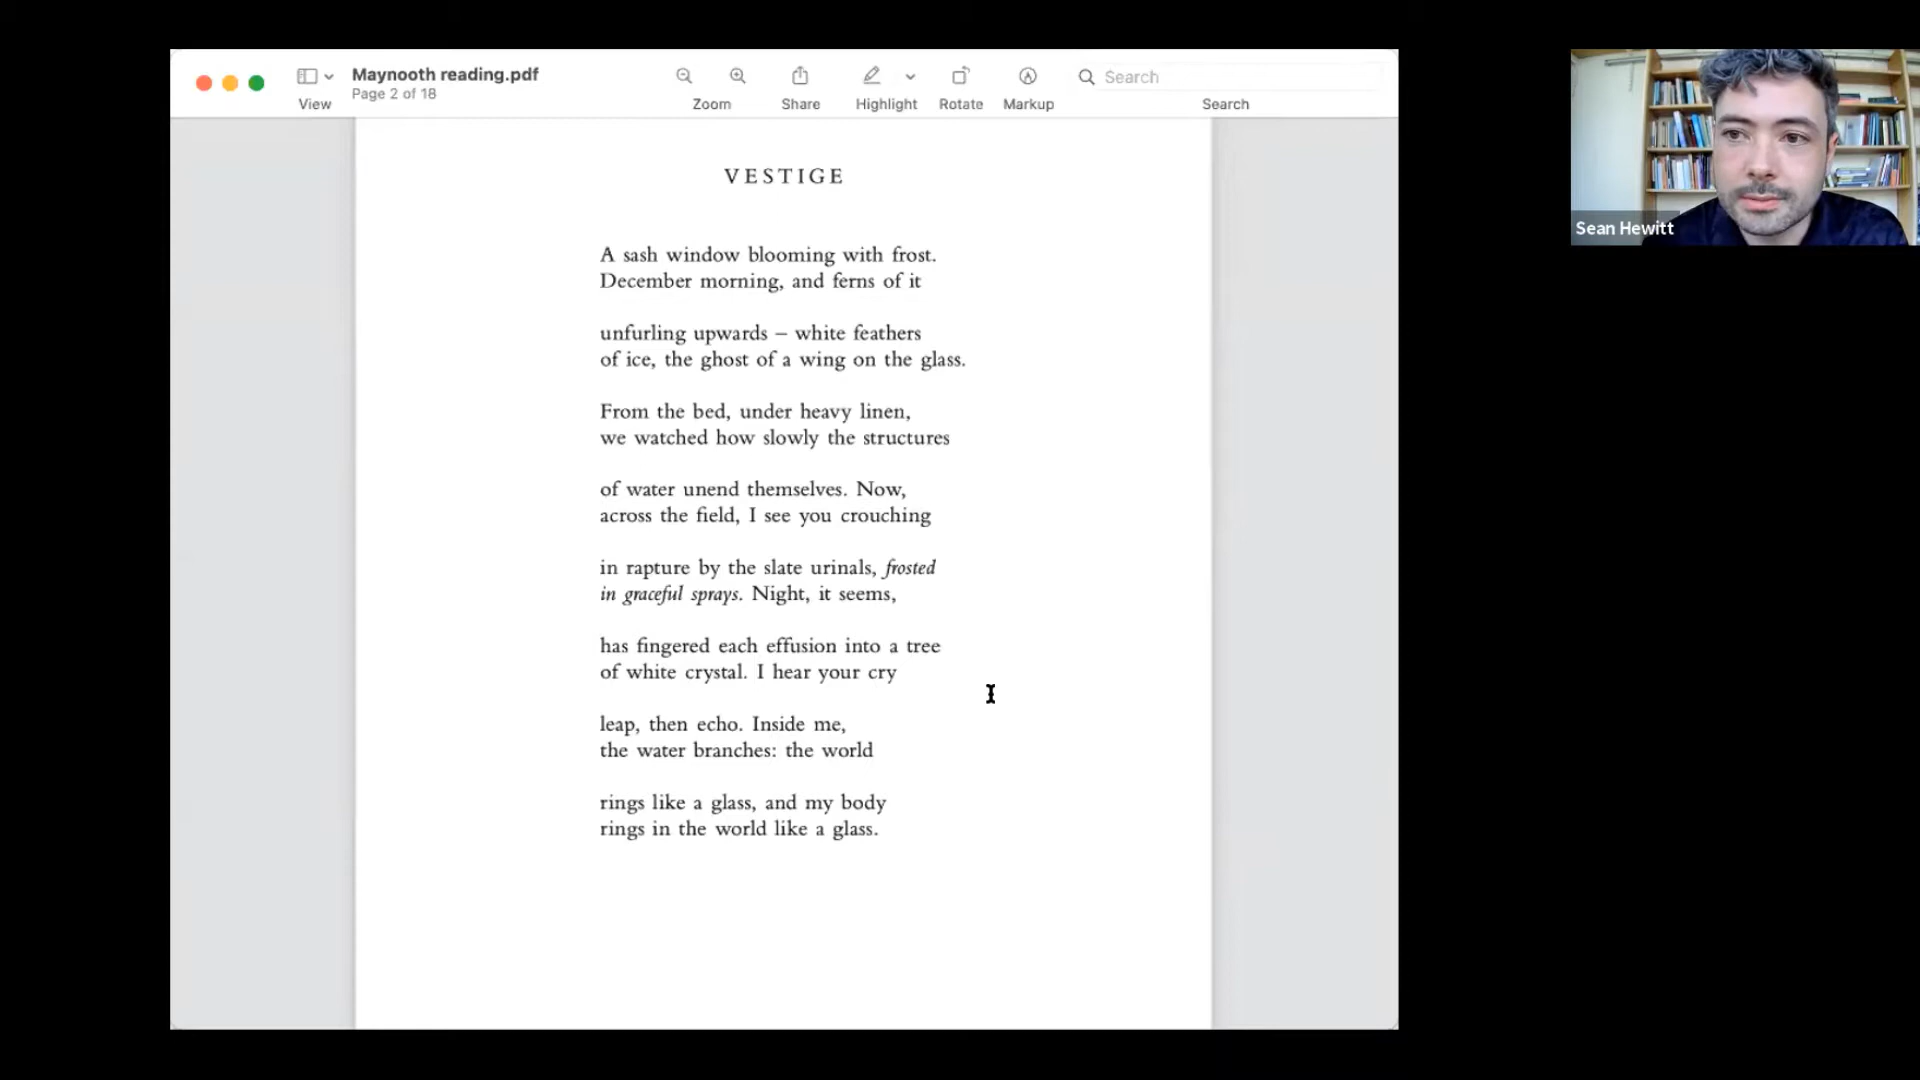 Maynooth reading.pdf
Page 2 of 18
View
Zoom
Share
Highlight
Rotate
Markup
Search
Search
VESTIGE
A sash window blooming with frost.
December morning, and ferns of it
unfurling upwards – white feathers
of ice, the ghost of a wing on the glass.
From the bed, under heavy linen,
we watched how slowly the structures
of water unend themselves. Now,
across the field, I see you crouching
in rapture by the slate urinals, frosted
in graceful sprays. Night, it seems,
has fingered each effusion into a tree
of white crystal. I hear your cry
leap, then echo. Inside me,
the water branches: the world
rings like a glass, and my body
rings in the world like a glass.
Sean Hewitt